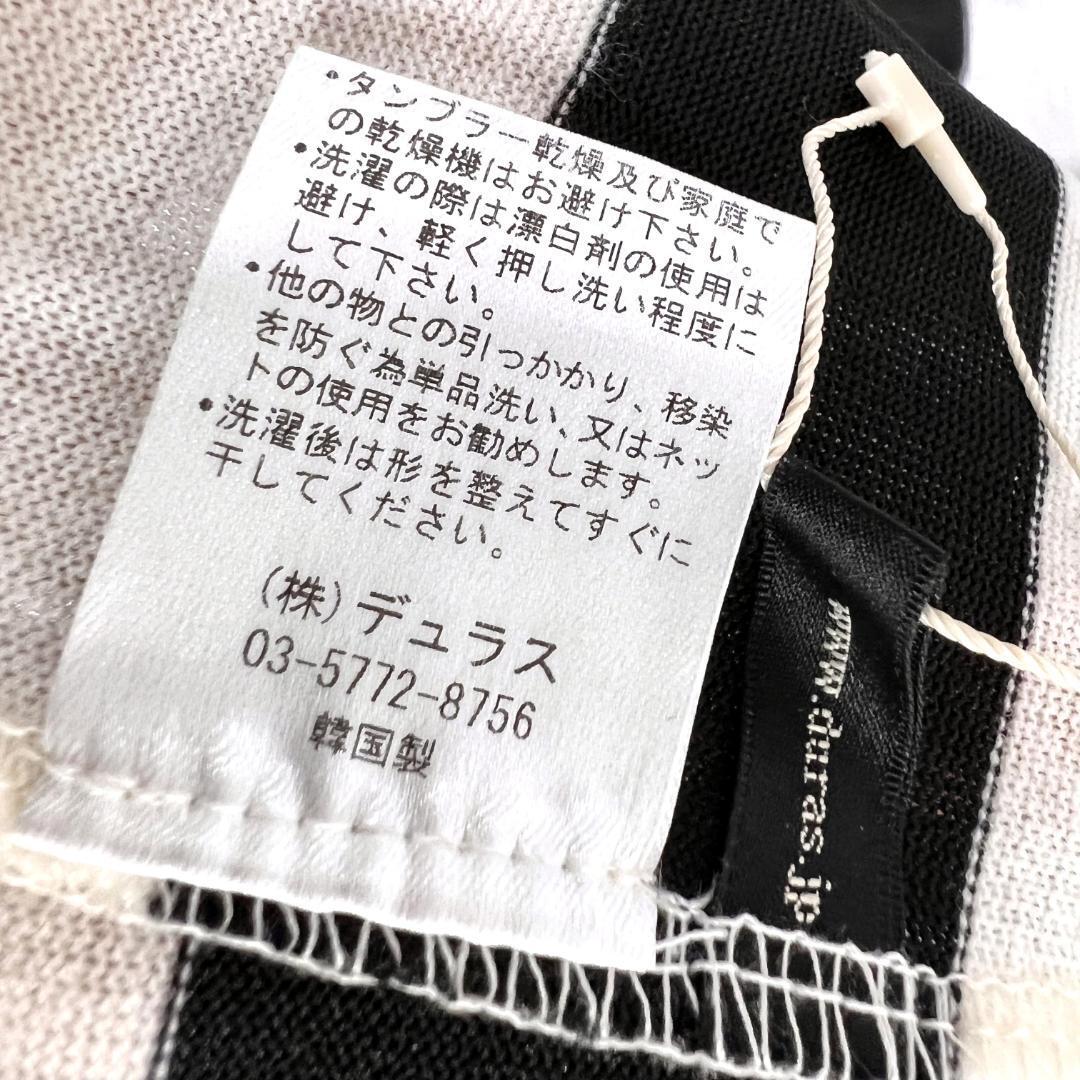 ・タンブラー乾燥及び家庭で
の乾燥機はお避け下さい。
・洗濯の際は漂白剤の使用は
避け、軽く押し洗い程度に
して下さい。
・他の物との引っかかり、移染
を防ぐ為単品洗い、又はネッ
トの使用をお勧めします。
・洗濯後は形を整えてすぐに
干してください。
(株)デュラス
03-5772-8756
韓国製
www.duras.jp